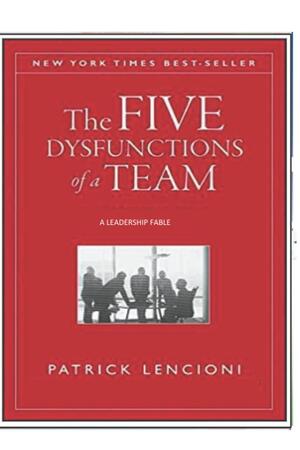 NEW YORK TIMES BEST-SELLER
The FIVE
DYSFUNCTIONS
of a TEAM
A LEADERSHIP FABLE
PATRICK LENCIONI